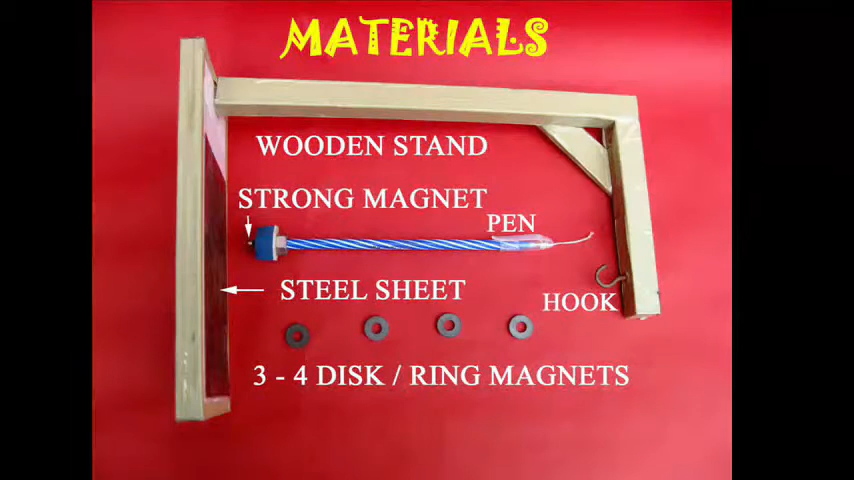 MATERIALS
WOODEN STAND
STRONG MAGNET
PEN
STEEL SHEET
HOOK
3 - 4 DISK / RING MAGNETS